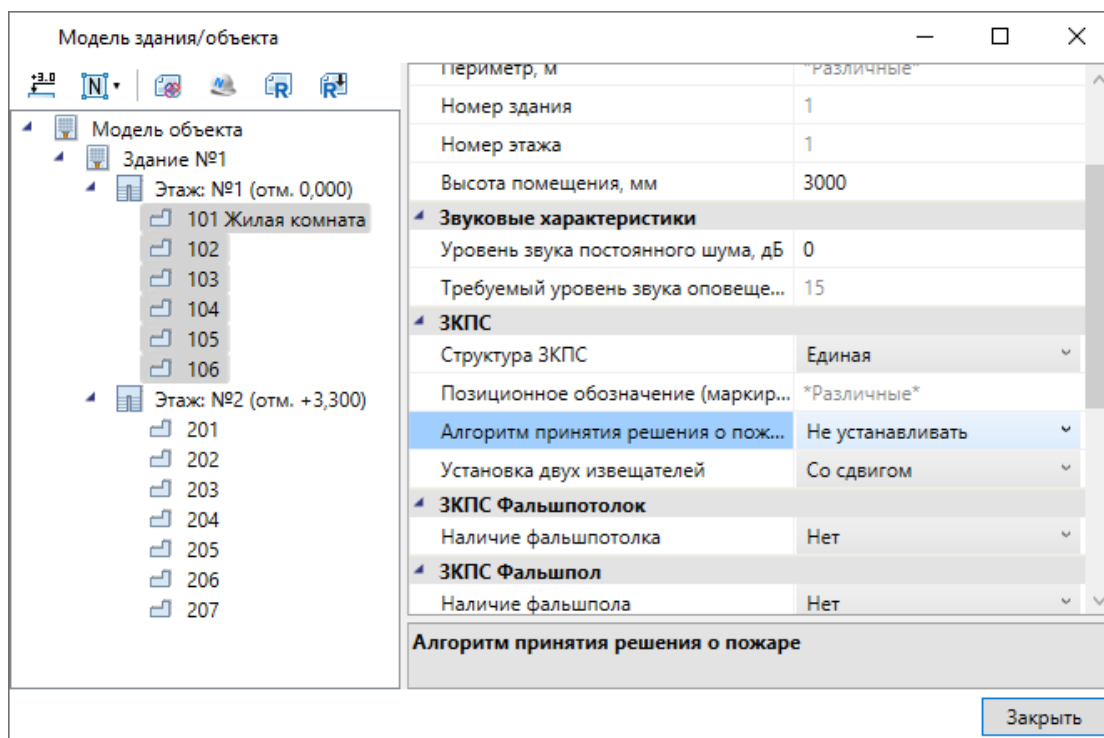 Модель здания/объекта
+3.0
N
N
R
R
Модель объекта
Здание №1
Этаж: №1 (отм. 0,000)
101 Жилая комната
102
103
104
105
106
Этаж: №2 (отм. +3,300)
201
202
203
204
205
206
207
Периметр, м *Различные*
Номер здания 1
Номер этажа 1
Высота помещения, мм 3000
Звуковые характеристики
Уровень звука постоянного шума, дБ 0
Требуемый уровень звука оповеще... 15
ЗКПС
Структура ЗКПС Единая
Позиционное обозначение (маркир... *Различные*
Алгоритм принятия решения о пож... Не устанавливать
Установка двух извещателей Со сдвигом
ЗКПС Фальшпотолок
Наличие фальшпотолка Нет
ЗКПС Фальшпол
Наличие фальшпола Нет
Алгоритм принятия решения о пожаре
Закрыть